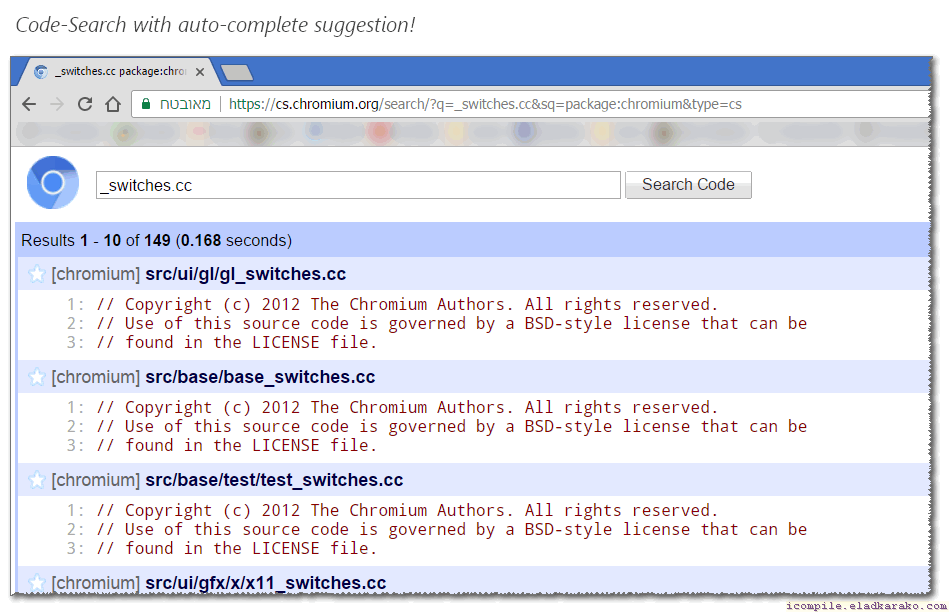 Code-Search with auto-complete suggestion!
_switches.cc package:chro
מאובטח https://cs.chromium.org/search/?q=_switches.cc&sq=package:chromium&type=cs
_switches.cc Search Code
Results 1 - 10 of 149 (0.168 seconds)
[chromium] src/ui/gl/gl_switches.cc
1: // Copyright (c) 2012 The Chromium Authors. All rights reserved.
2: // Use of this source code is governed by a BSD-style license that can be
3: // found in the LICENSE file.
[chromium] src/base/base_switches.cc
1: // Copyright (c) 2012 The Chromium Authors. All rights reserved.
2: // Use of this source code is governed by a BSD-style license that can be
3: // found in the LICENSE file.
[chromium] src/base/test/test_switches.cc
1: // Copyright (c) 2012 The Chromium Authors. All rights reserved.
2: // Use of this source code is governed by a BSD-style license that can be
3: // found in the LICENSE file.
[chromium] src/ui/gfx/x/x11_switches.cc
icompile.eladkarako.com